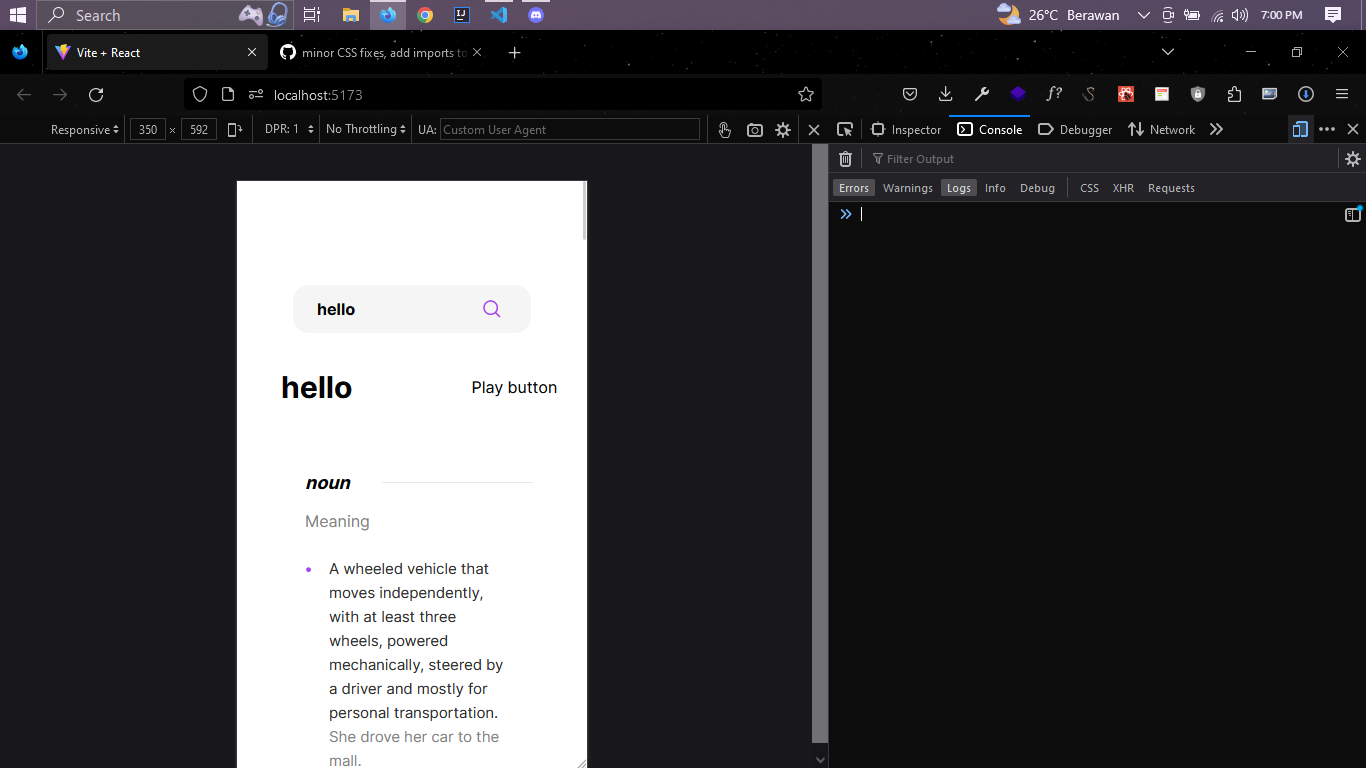 Search
26°C Berawan
7:00 PM
Vite + React
minor CSS fixes, add imports to
localhost:5173
Responsive
350 × 592
DPR: 1
No Throttling
UA: Custom User Agent
Inspector
Console
Debugger
Network
Filter Output
Errors Warnings Logs Info Debug CSS XHR Requests
hello
hello
Play button
noun
Meaning
A wheeled vehicle that
moves independently,
with at least three
wheels, powered
mechanically, steered by
a driver and mostly for
personal transportation.
She drove her car to the
mall.